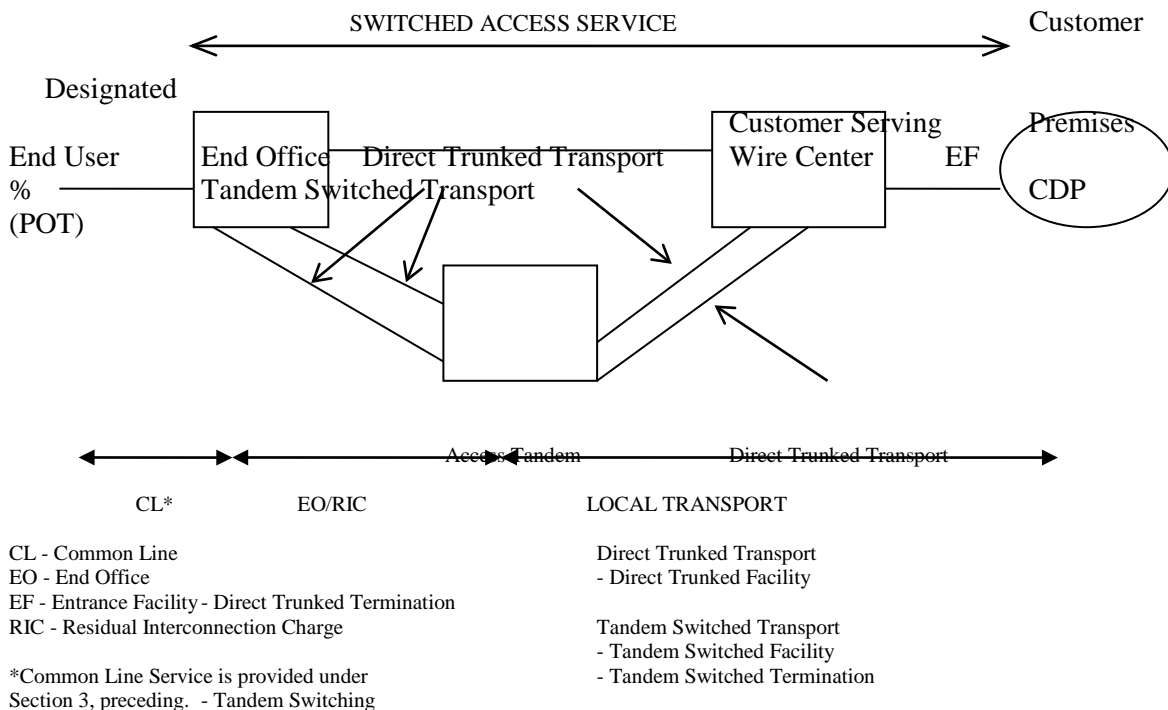 SWITCHED ACCESS SERVICE Customer
Designated
Customer Serving Premises
End User End Office Direct Trunked Transport Wire Center EF
% Tandem Switched Transport CDP
(POT)
Access Tandem Direct Trunked Transport
CL* EO/RIC LOCAL TRANSPORT
CL - Common Line Direct Trunked Transport
EO - End Office - Direct Trunked Facility
EF - Entrance Facility - Direct Trunked Termination
RIC - Residual Interconnection Charge Tandem Switched Transport
- Tandem Switched Facility
*Common Line Service is provided under - Tandem Switched Termination
Section 3, preceding. - Tandem Switching